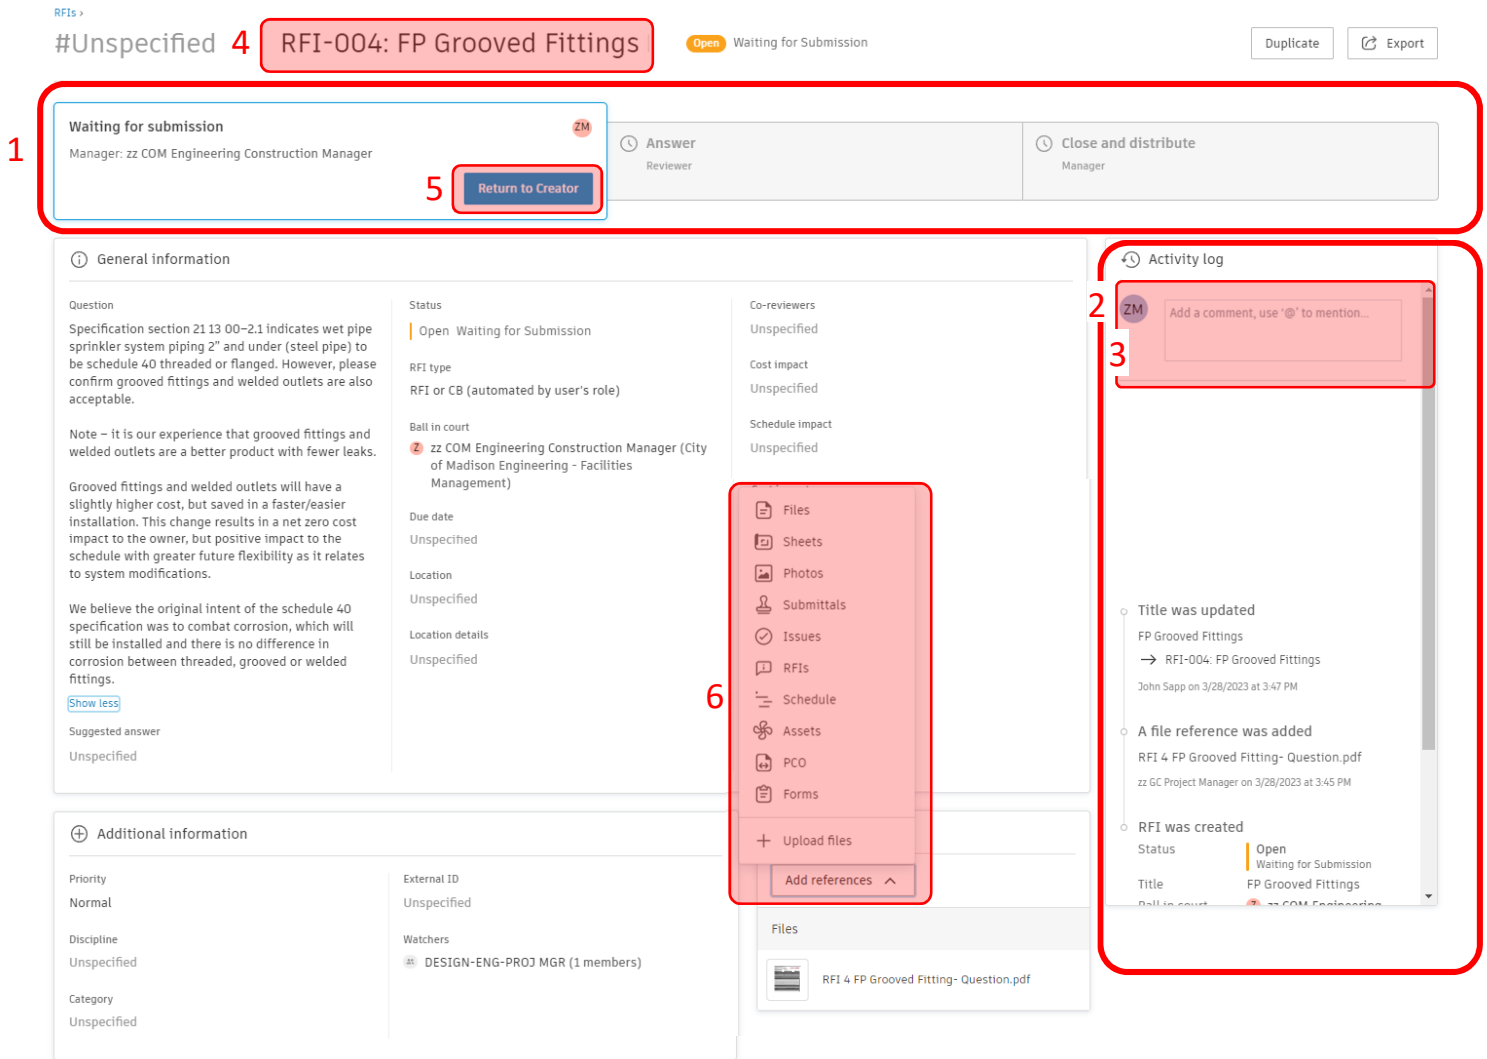 RFIs ›
#Unspecified 4 RFI-004: FP Grooved Fittings Open Waiting for Submission Duplicate Export
1
Waiting for submission ZM
Manager: zz COM Engineering Construction Manager
5 Return to Creator
Answer
Reviewer
Close and distribute
Manager
General information
Question
Specification section 21 13 00–2.1 indicates wet pipe
sprinkler system piping 2” and under (steel pipe) to
be schedule 40 threaded or flanged. However, please
confirm grooved fittings and welded outlets are also
acceptable.
Note – it is our experience that grooved fittings and
welded outlets are a better product with fewer leaks.
Grooved fittings and welded outlets will have a
slightly higher cost, but saved in a faster/easier
installation. This change results in a net zero cost
impact to the owner, but positive impact to the
schedule with greater future flexibility as it relates
to system modifications.
We believe the original intent of the schedule 40
specification was to combat corrosion, which will
still be installed and there is no difference in
corrosion between threaded, grooved or welded
fittings.
Show less
Suggested answer
Unspecified
Status
Open Waiting for Submission
RFI type
RFI or CB (automated by user's role)
Ball in court
Z zz COM Engineering Construction Manager (City
of Madison Engineering - Facilities
Management)
Due date
Unspecified
Location
Unspecified
Location details
Unspecified
Co-reviewers
Unspecified
Cost impact
Unspecified
Schedule impact
Unspecified
6
Files
Sheets
Photos
Submittals
Issues
RFIs
Schedule
Assets
PCO
Forms
Upload files
Add references
Files
RFI 4 FP Grooved Fitting- Question.pdf
Additional information
Priority
Normal
Discipline
Unspecified
Category
Unspecified
External ID
Unspecified
Watchers
DESIGN-ENG-PROJ MGR (1 members)
Activity log
2
3
ZM Add a comment, use ‘@’ to mention...
Title was updated
FP Grooved Fittings
→ RFI-004: FP Grooved Fittings
John Sapp on 3/28/2023 at 3:47 PM
A file reference was added
RFI 4 FP Grooved Fitting- Question.pdf
zz GC Project Manager on 3/28/2023 at 3:45 PM
RFI was created
Status Open
Waiting for Submission
Title FP Grooved Fittings
Ball in court Z zz COM Engineering